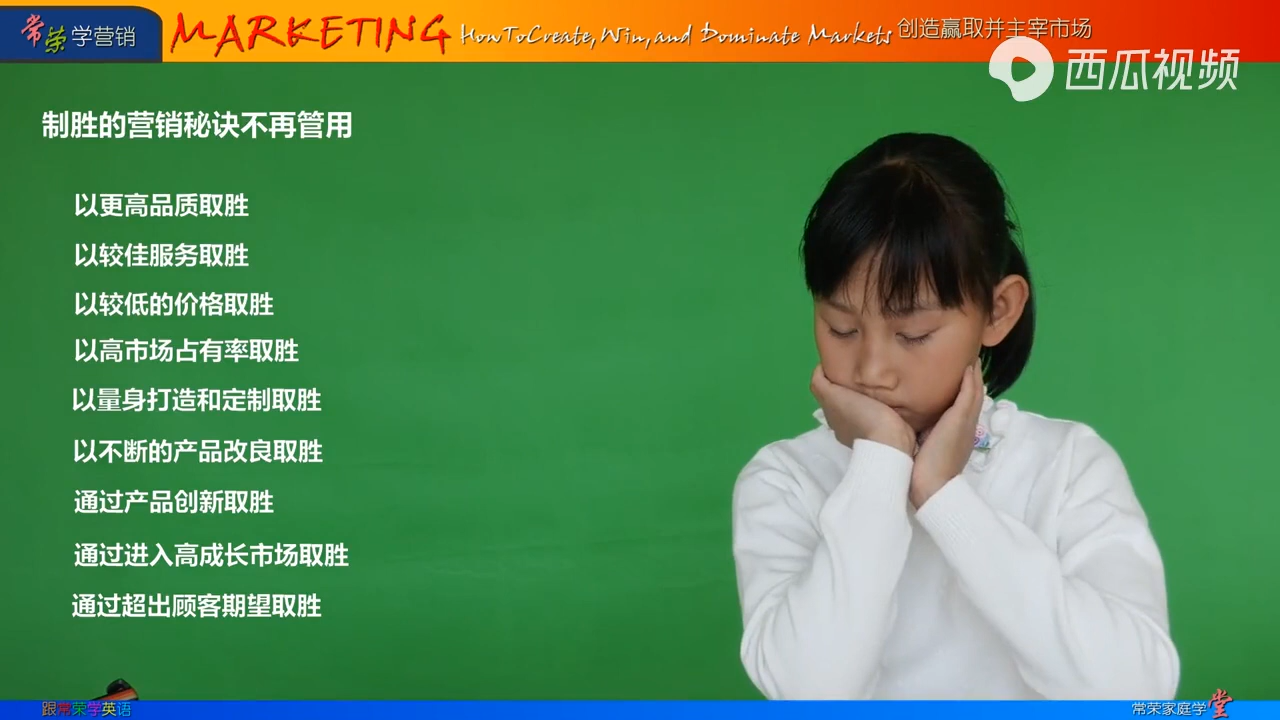 常荣学营销
MARKETING How To Create, Win, and Dominate Markets 创造赢取并主宰市场
西瓜视频
制胜的营销秘诀不再管用
以更高品质取胜
以较佳服务取胜
以较低的价格取胜
以高市场占有率取胜
以量身打造和定制取胜
以不断的产品改良取胜
通过产品创新取胜
通过进入高成长市场取胜
通过超出顾客期望取胜
跟常荣学英语
常荣家庭学堂